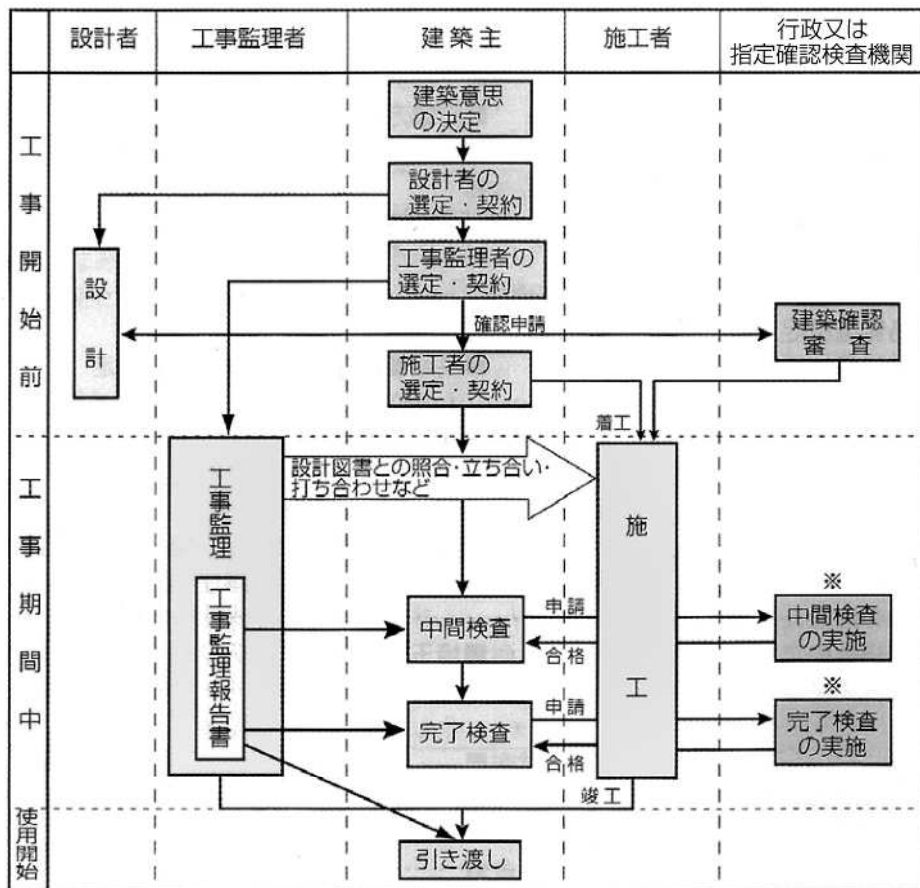 設計者
工事監理者
建築主
施工者
行政又は
指定確認検査機関
工事開始前
建築意思
の決定
設計者の
選定・契約
工事監理者の
選定・契約
設計
確認申請
建築確認
審査
施工者の
選定・契約
着工
工事期間中
工事監理
設計図書との照合・立ち合い・
打ち合わせなど
施工
工事監理報告書
中間検査
申請
合格
※
中間検査
の実施
完了検査
申請
合格
※
完了検査
の実施
竣工
使用開始
引き渡し